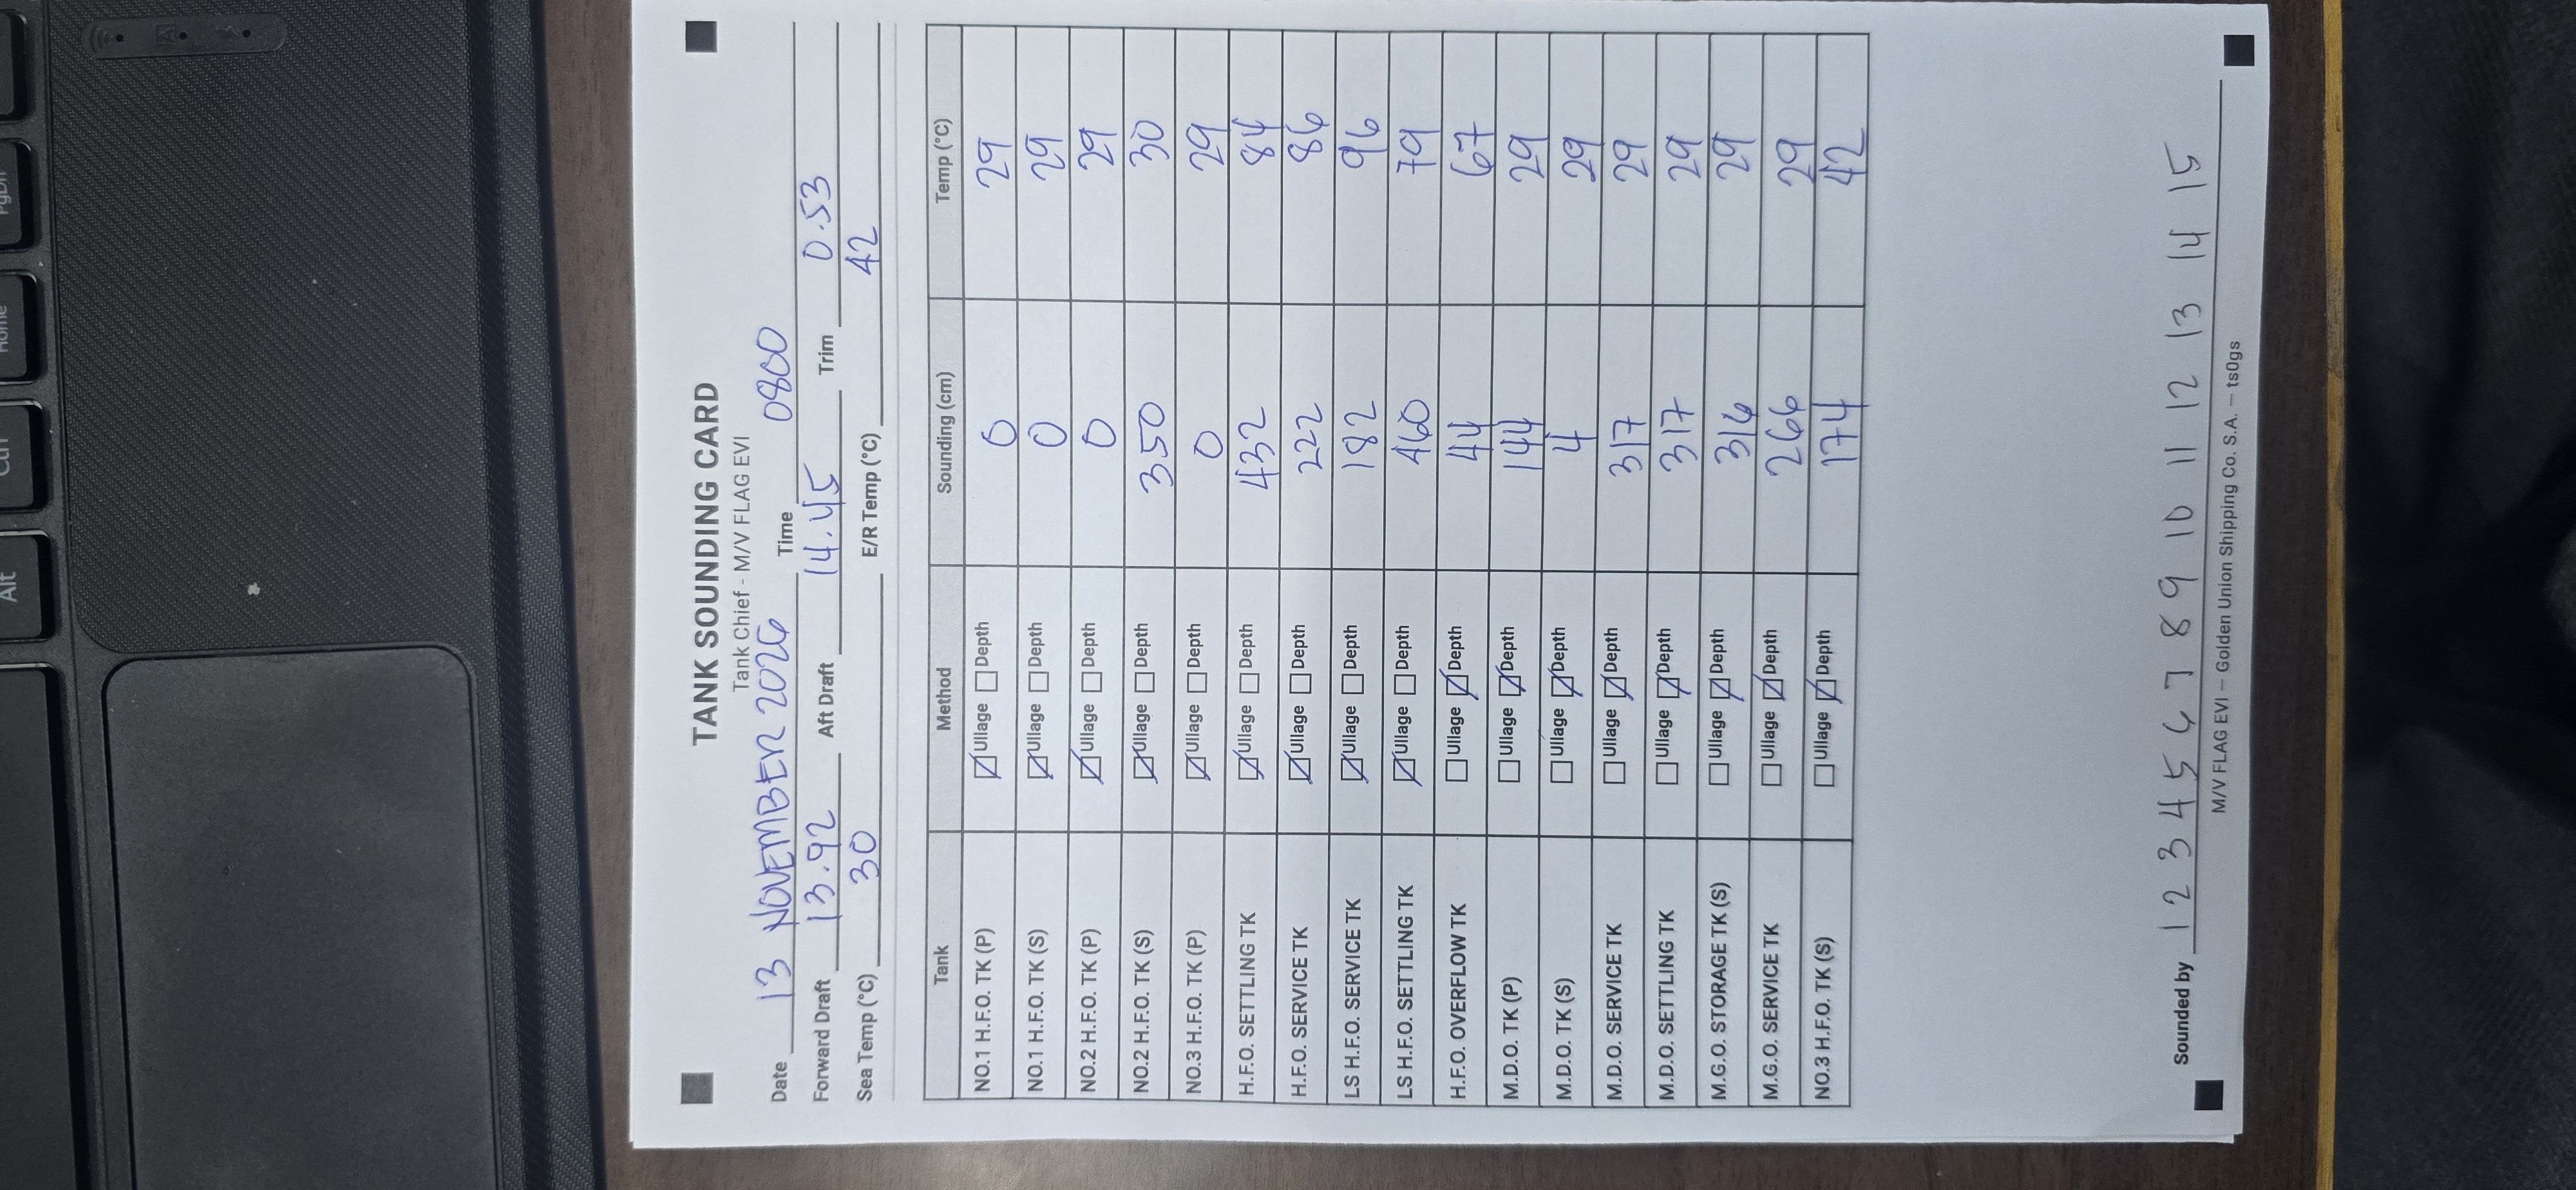 Alt Ctrl Home PgDn
TANK SOUNDING CARD
Tank Chief - M/V FLAG EVI
Date 13 NOVEMBER 2026 Time 0800
Forward Draft 13.92 Aft Draft 14.45 Trim 0.53
Sea Temp (°C) 30 E/R Temp (°C) 42
Tank Method Sounding (cm) Temp (°C)
NO.1 H.F.O. TK (P) Ullage Depth 0 29
NO.1 H.F.O. TK (S) Ullage Depth 0 29
NO.2 H.F.O. TK (P) Ullage Depth 0 29
NO.2 H.F.O. TK (S) Ullage Depth 350 30
NO.3 H.F.O. TK (P) Ullage Depth 0 29
H.F.O. SETTLING TK Ullage Depth 432 84
H.F.O. SERVICE TK Ullage Depth 222 86
LS H.F.O. SERVICE TK Ullage Depth 182 96
LS H.F.O. SETTLING TK Ullage Depth 460 79
H.F.O. OVERFLOW TK Ullage Depth 44 67
M.D.O. TK (P) Ullage Depth 144 29
M.D.O. TK (S) Ullage Depth 4 29
M.D.O. SERVICE TK Ullage Depth 317 29
M.D.O. SETTLING TK Ullage Depth 317 29
M.G.O. STORAGE TK (S) Ullage Depth 316 29
M.G.O. SERVICE TK Ullage Depth 266 29
NO.3 H.F.O. TK (S) Ullage Depth 174 42
Sounded by 1 2 3 4 5 6 7 8 9 10 11 12 13 14 15
M/V FLAG EVI — Golden Union Shipping Co. S.A. — ts0gs